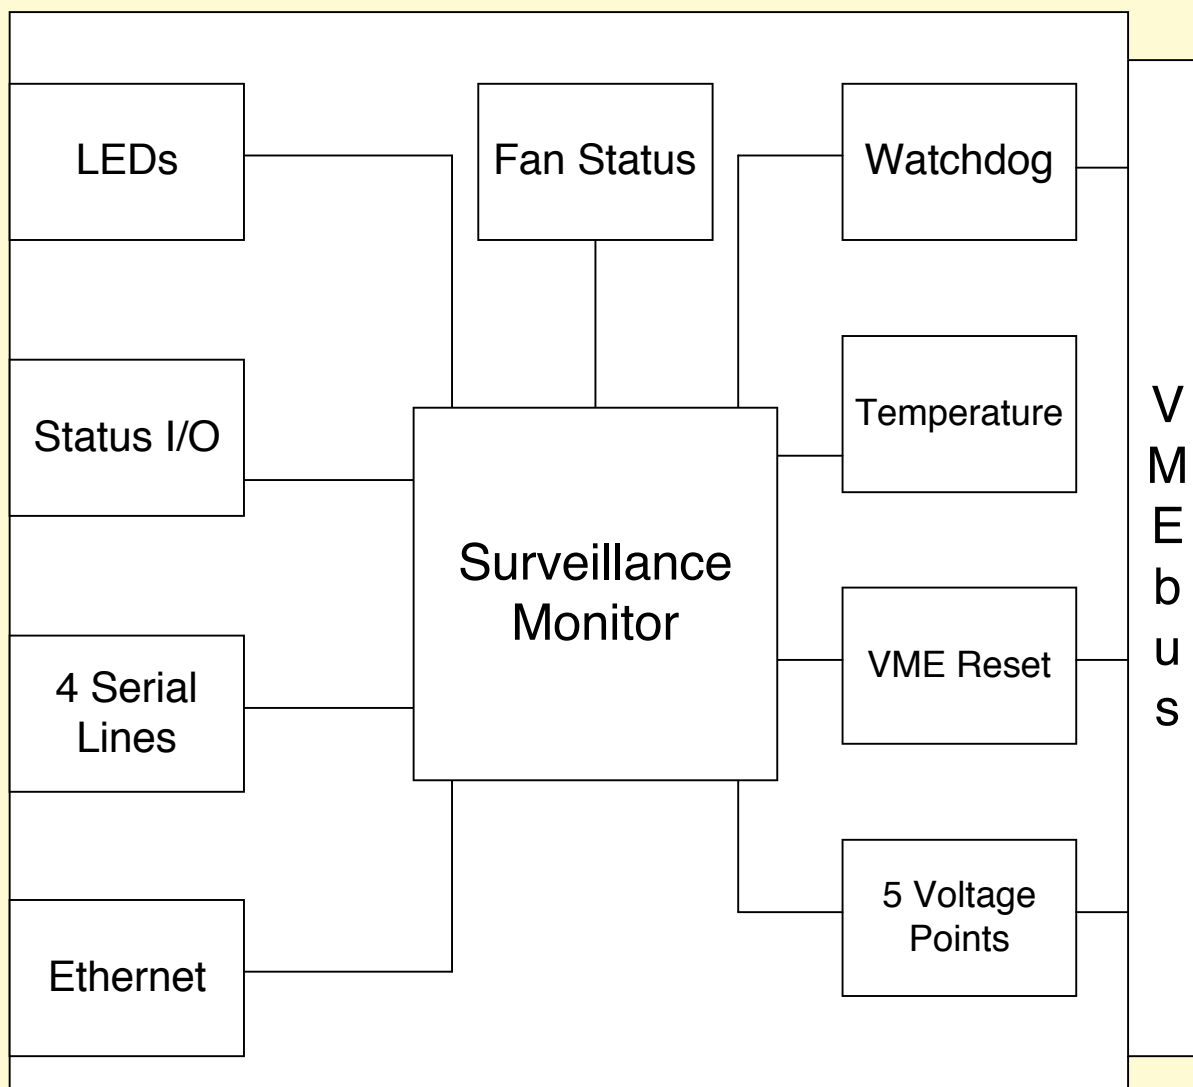 LEDs
Fan Status
Watchdog
Status I/O
Temperature
Surveillance
Monitor
4 Serial
Lines
VME Reset
Ethernet
5 Voltage
Points
V
M
E
b
u
s